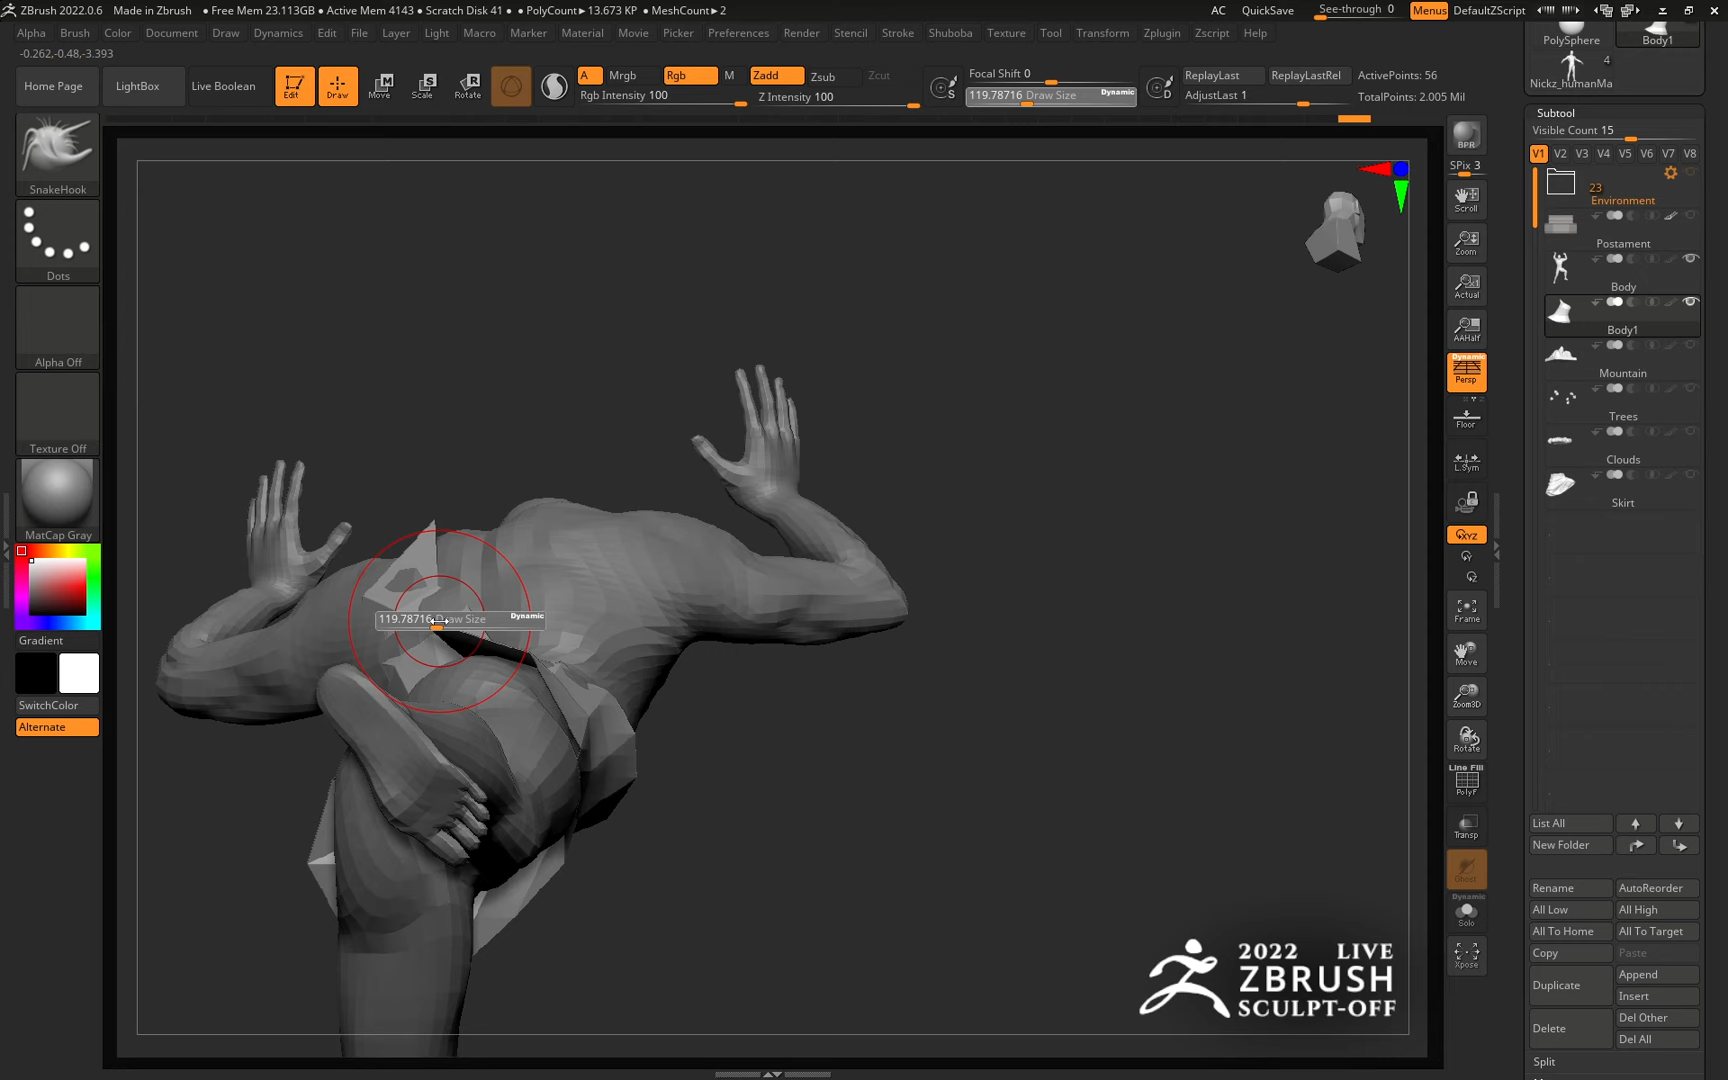 ZBrush 2022.0.6 Made in Zbrush • Free Mem 23.113GB • Active Mem 4143 • Scratch Disk 41 • • PolyCount► 13.673 KP • MeshCount► 2 AC QuickSave See-through 0 Menus DefaultZScript
Alpha Brush Color Document Draw Dynamics Edit File Layer Light Macro Marker Material Movie Picker Preferences Render Stencil Stroke Shuboba Texture Tool Transform Zplugin Zscript Help
-0.262,-0.48,-3.393
Home Page LightBox Live Boolean Edit Draw Move Scale Rotate
A Mrgb Rgb M Zadd Zsub Zcut
Rgb Intensity 100 Z Intensity 100
S
Focal Shift 0
119.78716 Draw Size Dynamic
D
ReplayLast ReplayLastRel ActivePoints: 56
AdjustLast 1 TotalPoints: 2.005 Mil
SnakeHook
Dots
Alpha Off
Texture Off
MatCap Gray
Gradient
SwitchColor
Alternate
119.78716 Draw Size Dynamic
2022 LIVE
ZBRUSH
SCULPT-OFF
BPR
SPix 3
Scroll
Zoom
Actual
AAHalf
Dynamic
Persp
Floor
L.Sym
XYZ
Frame
Move
Zoom3D
Rotate
Line Fill
PolyF
Transp
Ghost
Dynamic
Solo
Xpose
PolySphere Body1
4
Nickz_humanMa
Subtool
Visible Count 15
V1 V2 V3 V4 V5 V6 V7 V8
23
Environment
Postament
Body
Body1
Mountain
Trees
Clouds
Skirt
List All
New Folder
Rename AutoReorder
All Low All High
All To Home All To Target
Copy Paste
Duplicate Append
Insert
Delete Del Other
Del All
Split